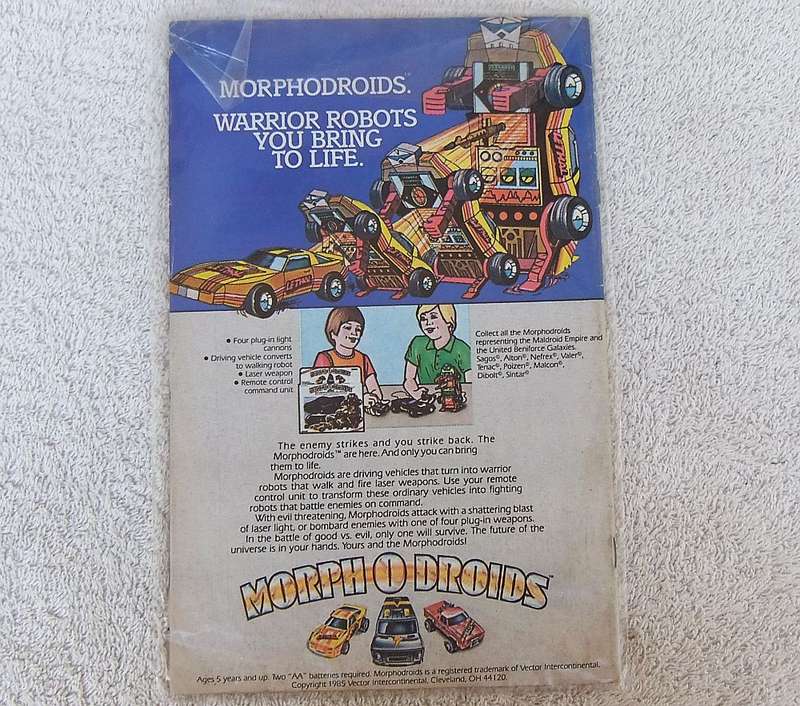 MORPHODROIDS.™
WARRIOR ROBOTS
YOU BRING
TO LIFE.
LETHAL
LETHAL
• Four plug-in light
cannons
• Driving vehicle converts
to walking robot
• Laser weapon
• Remote control
command unit
Collect all the Morphodroids
representing the Maldroid Empire and
the United Beniforce Galaxies,
Sagos©, Alton©, Nefrex©, Valer©,
Tenac©, Poizen©, Malcon©,
Dibolt©, Sintar©
The enemy strikes and you strike back. The
Morphodroids™ are here. And only you can bring
them to life.
Morphodroids are driving vehicles that turn into warrior
robots that walk and fire laser weapons. Use your remote
control unit to transform these ordinary vehicles into fighting
robots that battle enemies on command.
With evil threatening, Morphodroids attack with a shattering blast
of laser light, or bombard enemies with one of four plug-in weapons.
In the battle of good vs. evil, only one will survive. The future of the
universe is in your hands. Yours and the Morphodroids!
MORPH O DROIDS™
Ages 5 years and up. Two "AA" batteries required. Morphodroids is a registered trademark of Vector Intercontinental.
Copyright 1985 Vector Intercontinental, Cleveland, OH 44120.